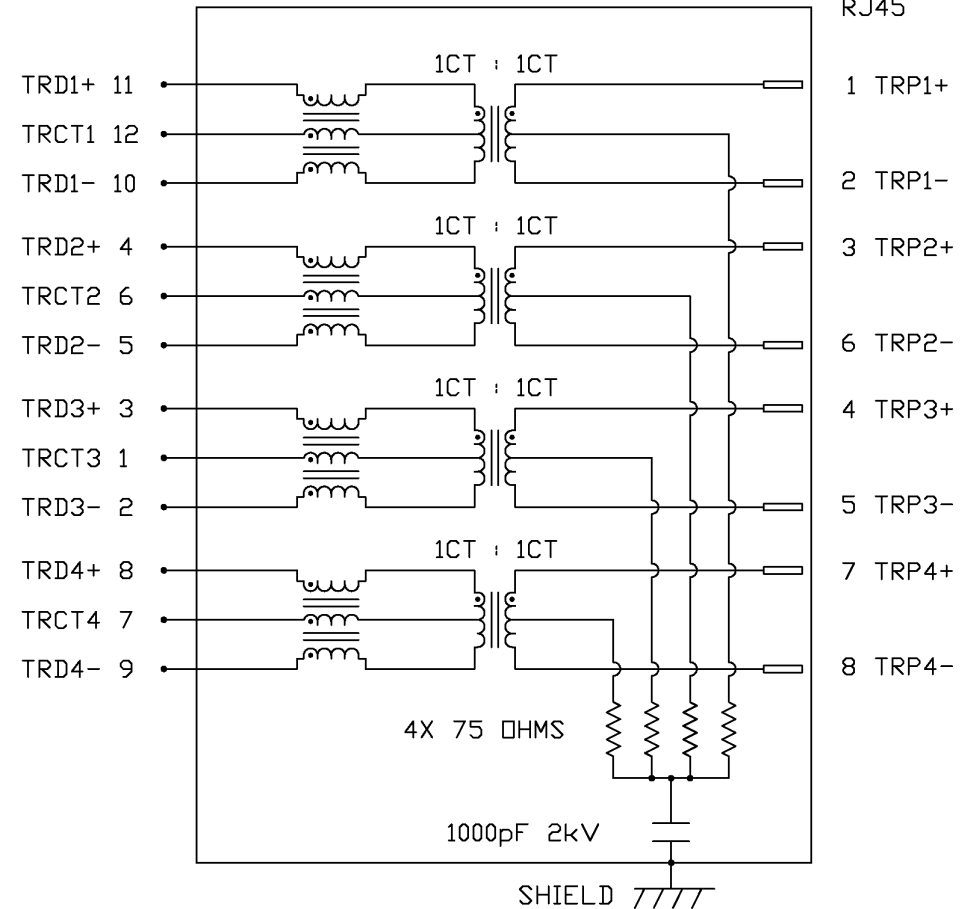 RJ45
1CT : 1CT
TRD1+ 11
1 TRP1+
TRCT1 12
TRD1- 10
2 TRP1-
1CT : 1CT
TRD2+ 4
3 TRP2+
TRCT2 6
TRD2- 5
6 TRP2-
1CT : 1CT
TRD3+ 3
4 TRP3+
TRCT3 1
TRD3- 2
5 TRP3-
1CT : 1CT
TRD4+ 8
7 TRP4+
TRCT4 7
TRD4- 9
8 TRP4-
4X 75 OHMS
1000pF 2kV
SHIELD